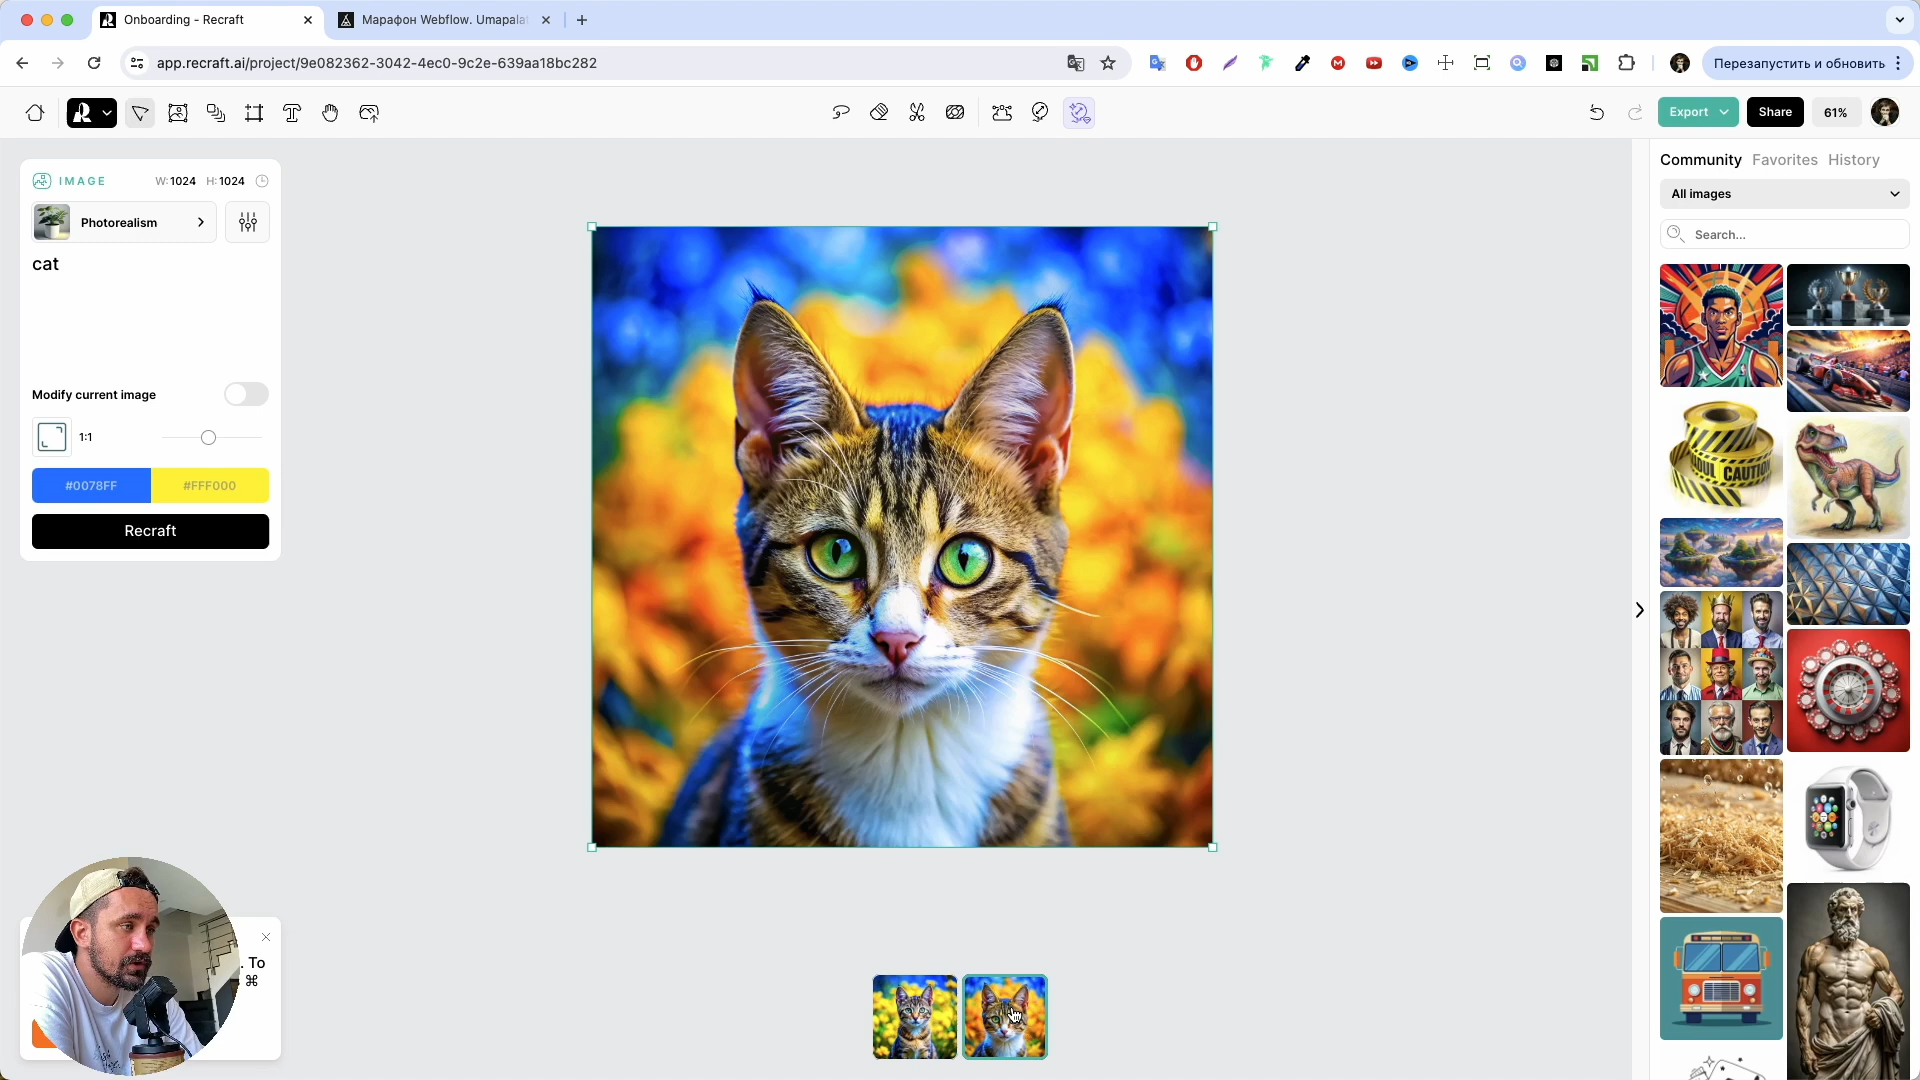 Onboarding - Recraft
Марафон Webflow. Umapala
app.recraft.ai/project/9e082362-3042-4ec0-9c2e-639aa18bc282
Перезапустить и обновить
Export
Share
61%
IMAGE
W:1024 H:1024
Photorealism
cat
Modify current image
1:1
#0078FF
#FFF000
Recraft
. To
⌘
Community
Favorites
History
All images
Search...
CAUTION